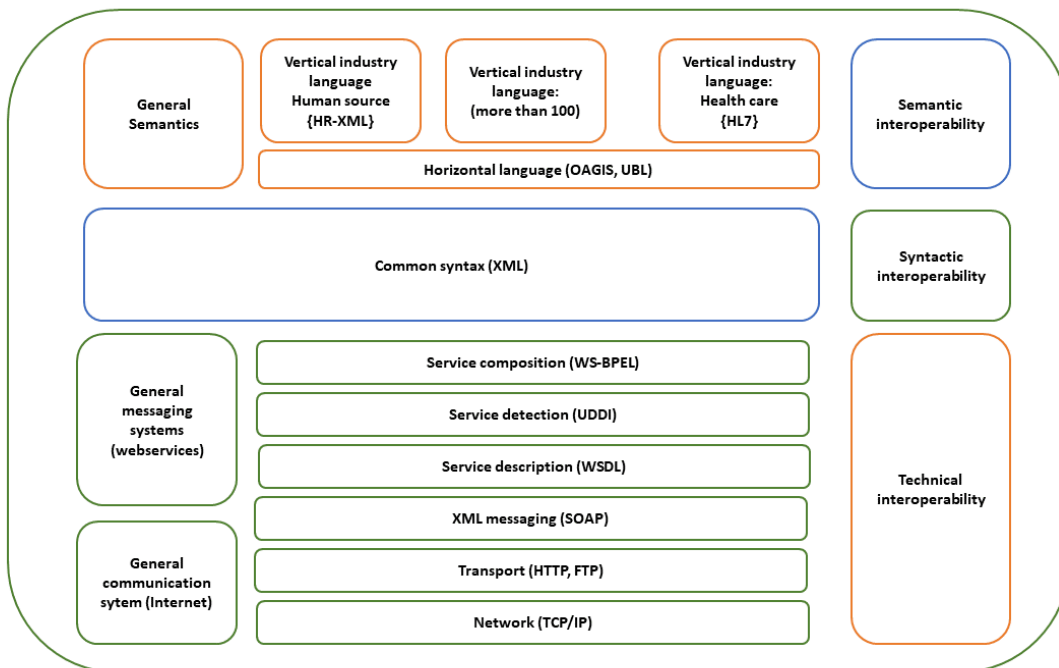 General
Semantics
Vertical industry
language
Human source
{HR-XML}
Vertical industry
language:
(more than 100)
Vertical industry
language:
Health care
{HL7}
Semantic
interoperability
Horizontal language (OAGIS, UBL)
Common syntax (XML)
Syntactic
interoperability
General
messaging
systems
(webservices)
Service composition (WS-BPEL)
Service detection (UDDI)
Service description (WSDL)
Technical
interoperability
General
communication
sytem (Internet)
XML messaging (SOAP)
Transport (HTTP, FTP)
Network (TCP/IP)